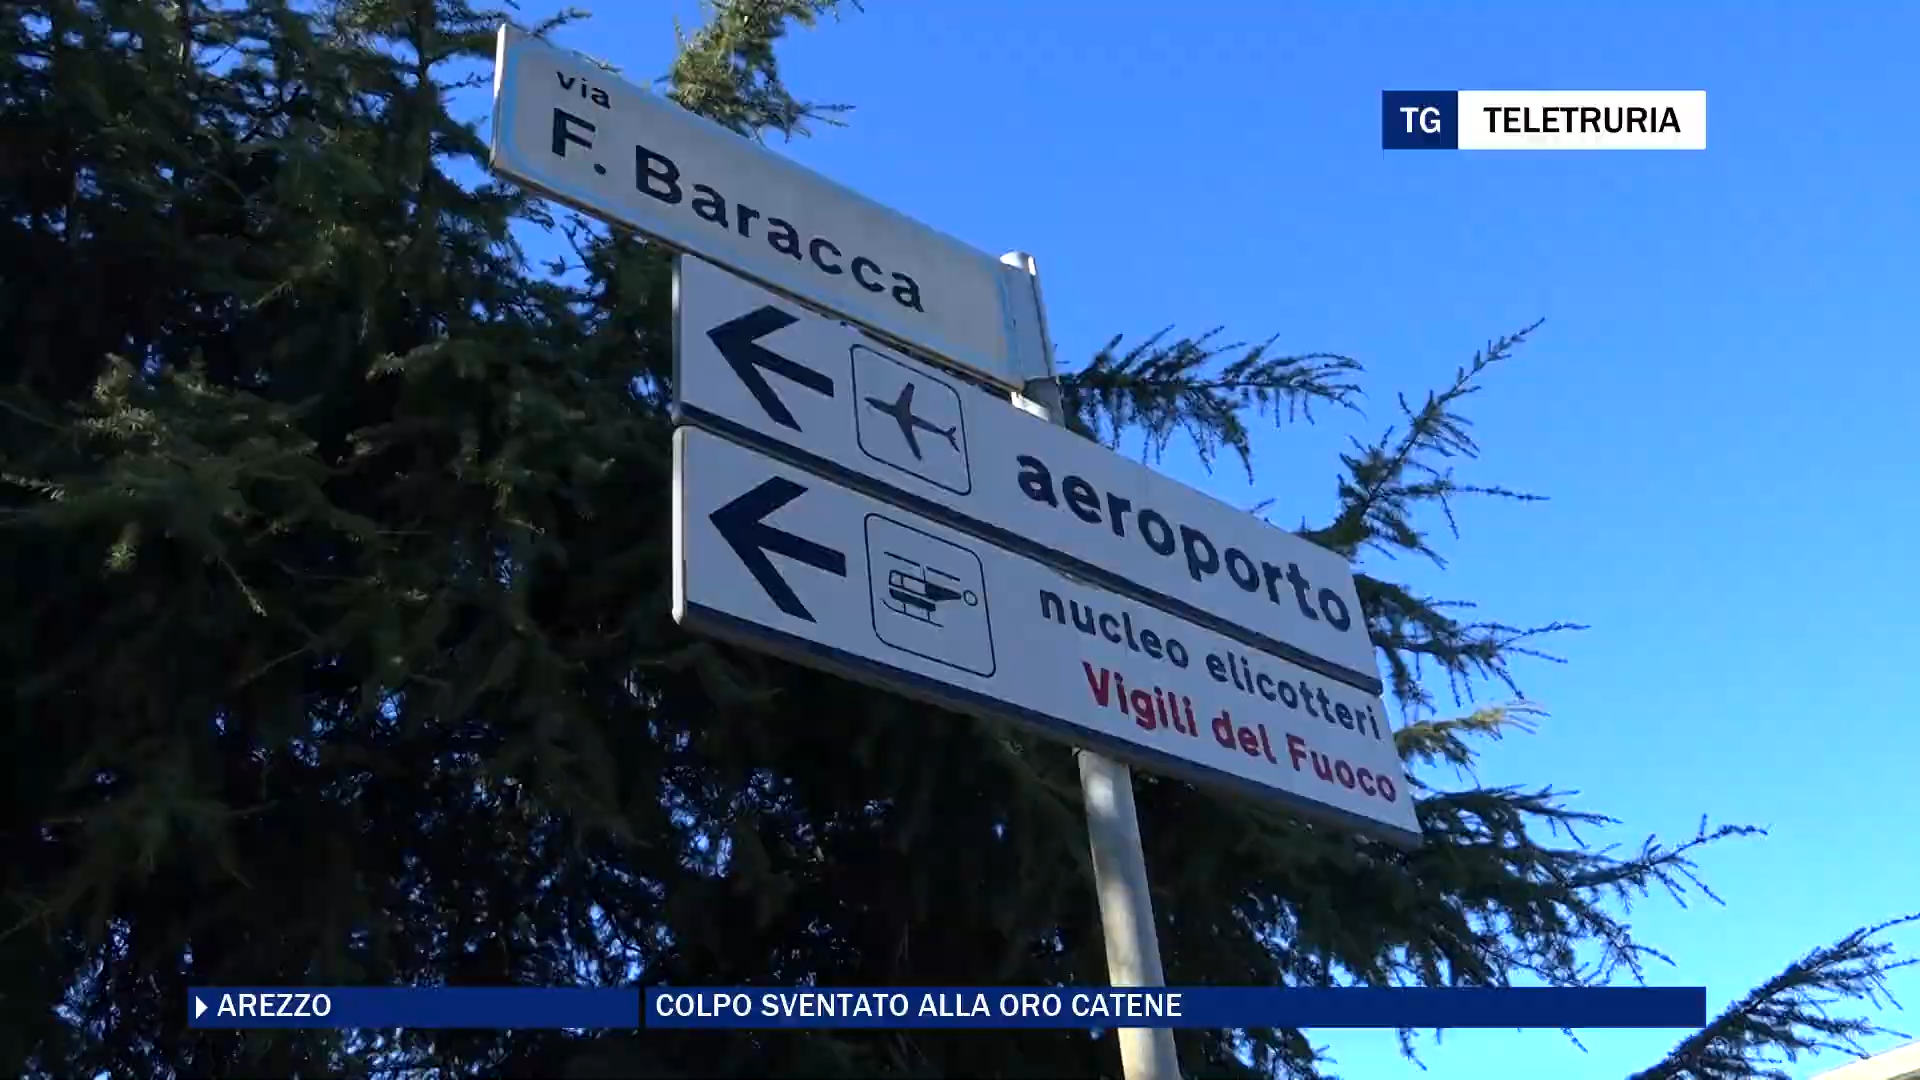 via
F. Baracca
TG TELETRURIA
aeroporto
nucleo elicotteri
Vigili del Fuoco
AREZZO
COLPO SVENTATO ALLA ORO CATENE